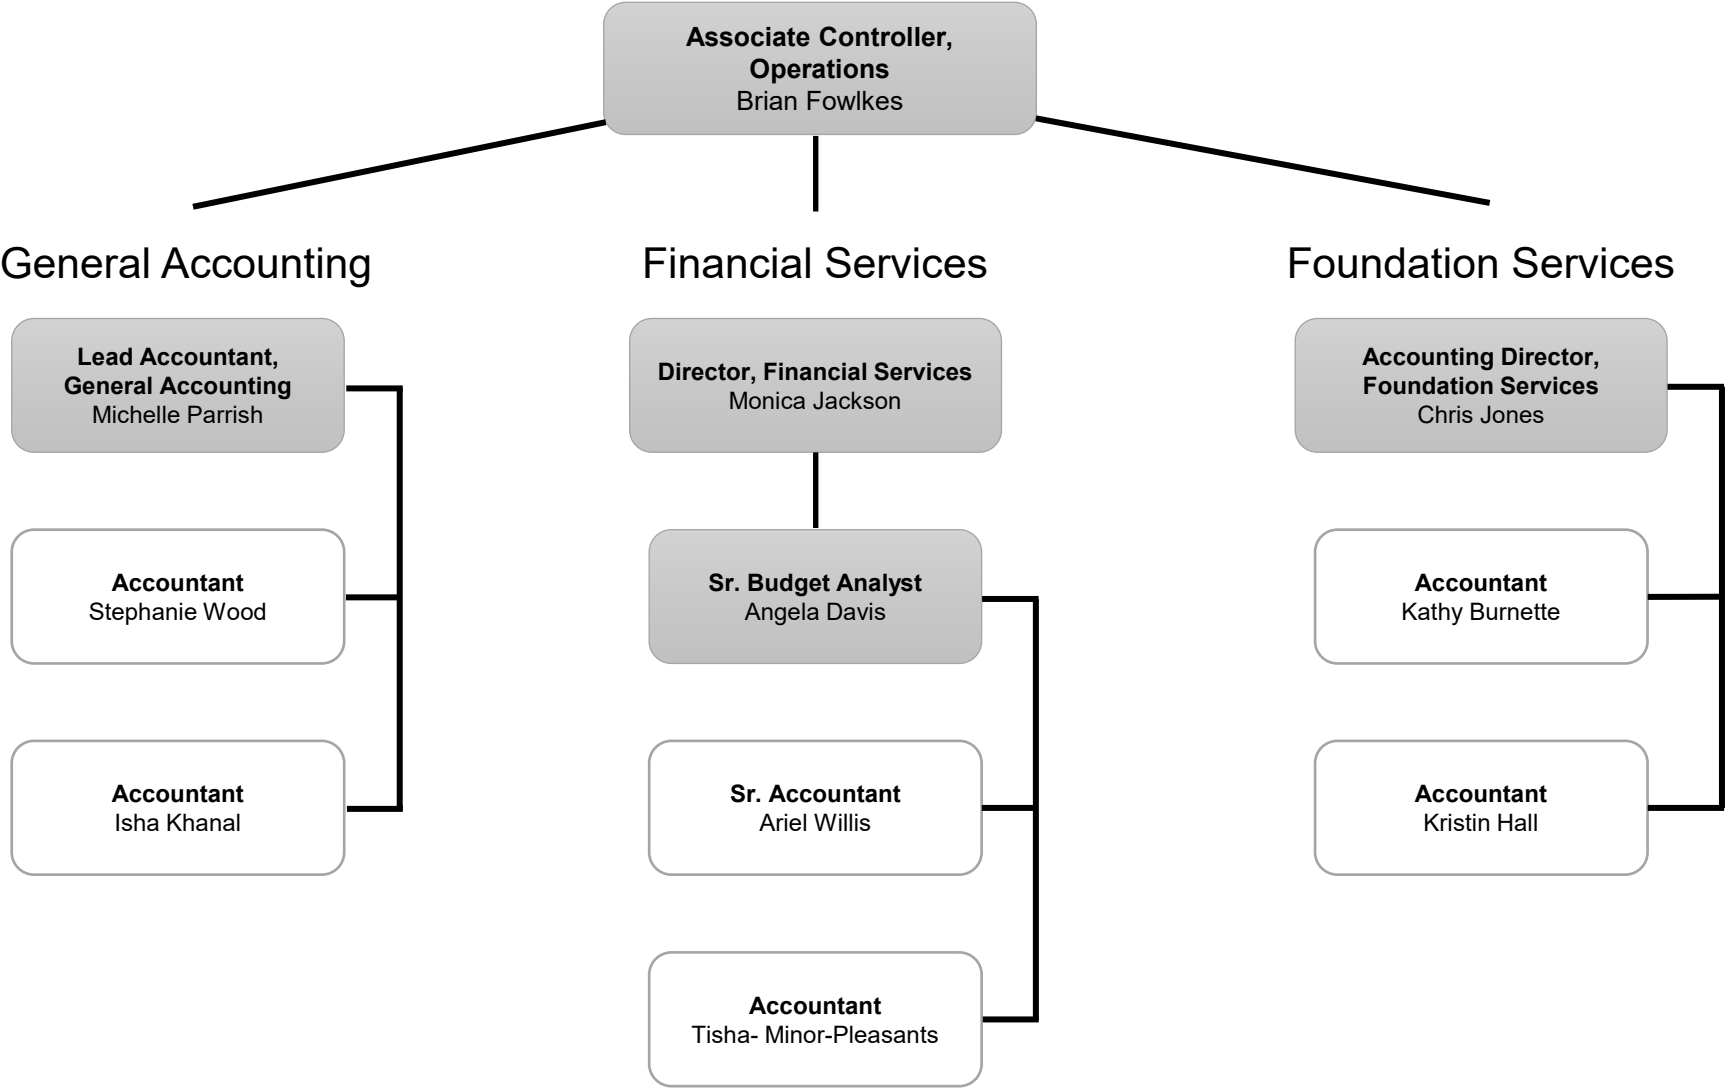 Associate Controller,
Operations
Brian Fowlkes
General Accounting
Financial Services
Foundation Services
Lead Accountant,
General Accounting
Michelle Parrish
Director, Financial Services
Monica Jackson
Accounting Director,
Foundation Services
Chris Jones
Accountant
Stephanie Wood
Sr. Budget Analyst
Angela Davis
Accountant
Kathy Burnette
Accountant
Isha Khanal
Sr. Accountant
Ariel Willis
Accountant
Kristin Hall
Accountant
Tisha- Minor-Pleasants